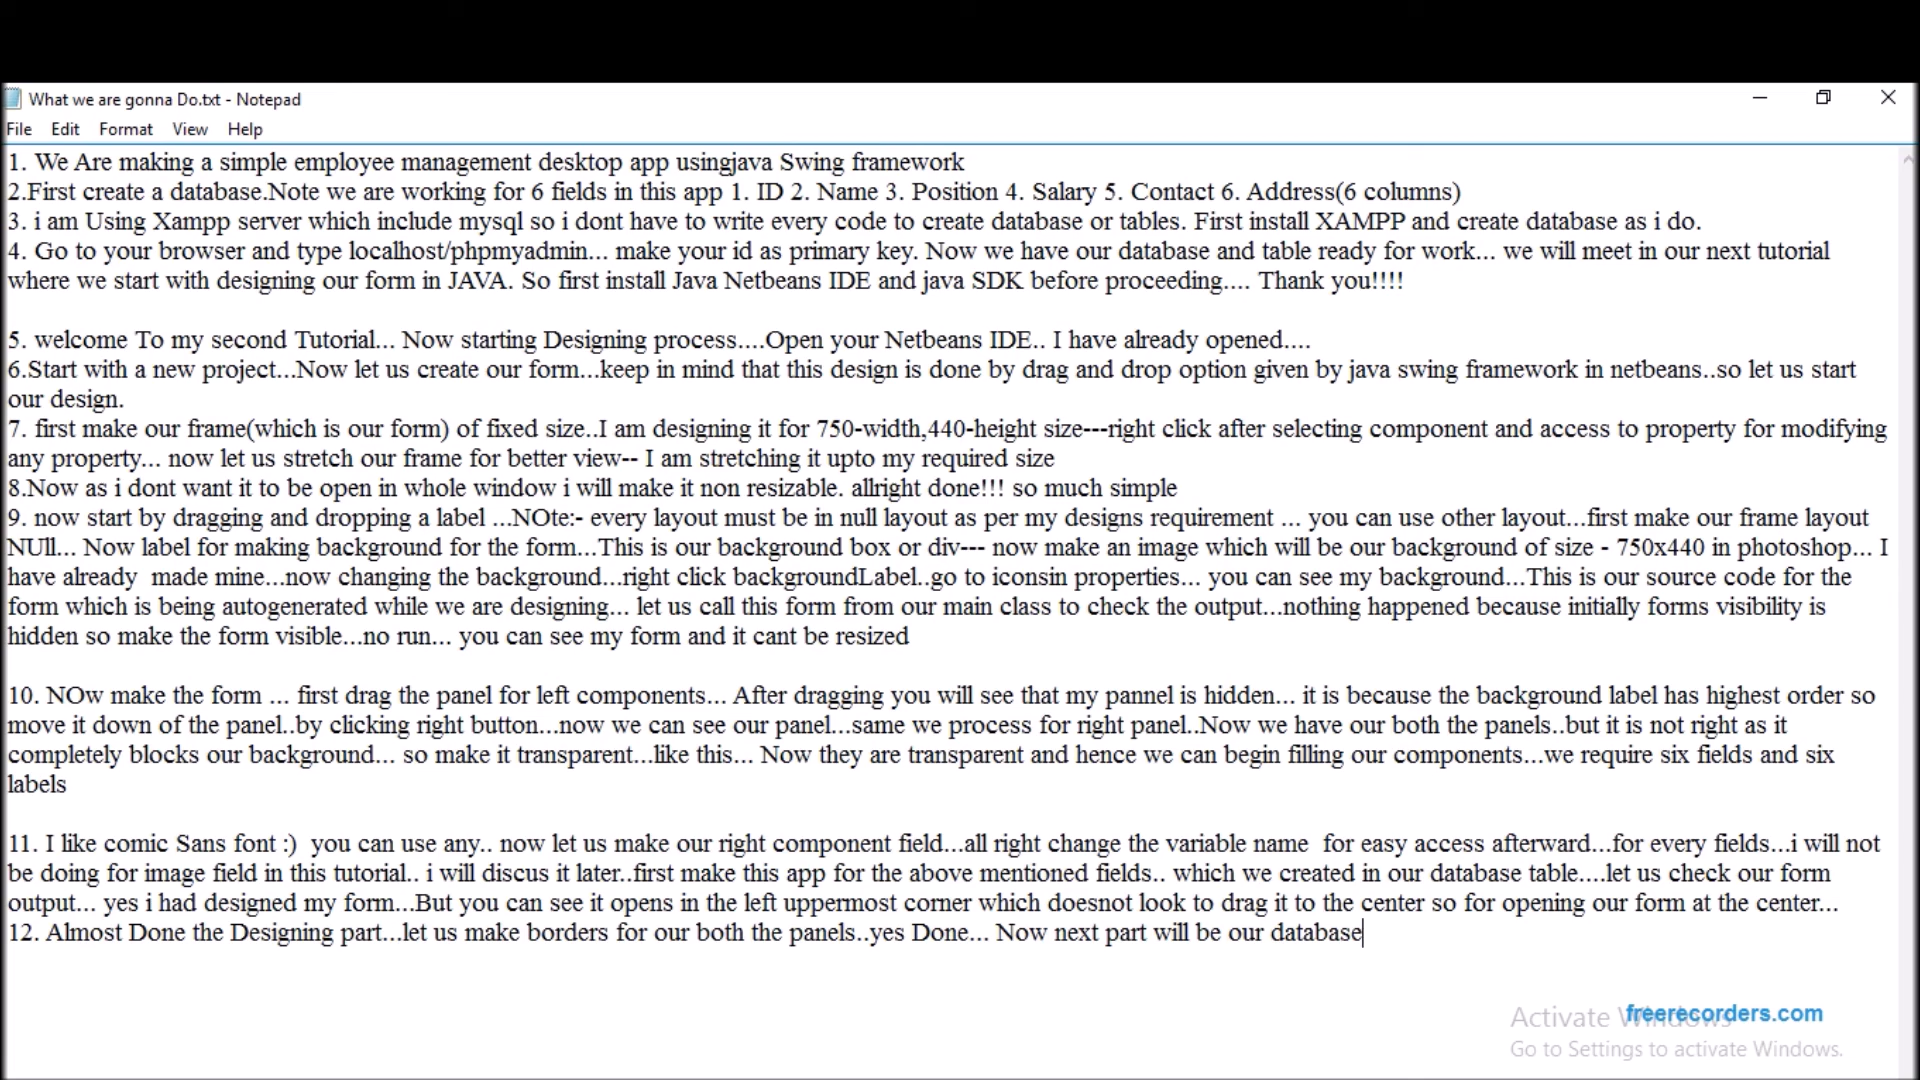 What we are gonna Do.txt - Notepad
File Edit Format View Help
1. We Are making a simple employee management desktop app usingjava Swing framework
2.First create a database.Note we are working for 6 fields in this app 1. ID 2. Name 3. Position 4. Salary 5. Contact 6. Address(6 columns)
3. i am Using Xampp server which include mysql so i dont have to write every code to create database or tables. First install XAMPP and create database as i do.
4. Go to your browser and type localhost/phpmyadmin... make your id as primary key. Now we have our database and table ready for work... we will meet in our next tutorial
where we start with designing our form in JAVA. So first install Java Netbeans IDE and java SDK before proceeding.... Thank you!!!!
5. welcome To my second Tutorial... Now starting Designing process....Open your Netbeans IDE.. I have already opened....
6.Start with a new project...Now let us create our form...keep in mind that this design is done by drag and drop option given by java swing framework in netbeans..so let us start
our design.
7. first make our frame(which is our form) of fixed size..I am designing it for 750-width,440-height size---right click after selecting component and access to property for modifying
any property... now let us stretch our frame for better view-- I am stretching it upto my required size
8.Now as i dont want it to be open in whole window i will make it non resizable. allright done!!! so much simple
9. now start by dragging and dropping a label ...NOte:- every layout must be in null layout as per my designs requirement ... you can use other layout...first make our frame layout
NUll... Now label for making background for the form...This is our background box or div--- now make an image which will be our background of size - 750x440 in photoshop... I
have already  made mine...now changing the background...right click backgroundLabel..go to iconsin properties... you can see my background...This is our source code for the
form which is being autogenerated while we are designing... let us call this form from our main class to check the output...nothing happened because initially forms visibility is
hidden so make the form visible...no run... you can see my form and it cant be resized
10. NOw make the form ... first drag the panel for left components... After dragging you will see that my pannel is hidden... it is because the background label has highest order so
move it down of the panel..by clicking right button...now we can see our panel...same we process for right panel..Now we have our both the panels..but it is not right as it
completely blocks our background... so make it transparent...like this... Now they are transparent and hence we can begin filling our components...we require six fields and six
labels
11. I like comic Sans font :)  you can use any.. now let us make our right component field...all right change the variable name  for easy access afterward...for every fields...i will not
be doing for image field in this tutorial.. i will discus it later..first make this app for the above mentioned fields.. which we created in our database table....let us check our form
output... yes i had designed my form...But you can see it opens in the left uppermost corner which doesnot look to drag it to the center so for opening our form at the center...
12. Almost Done the Designing part...let us make borders for our both the panels..yes Done... Now next part will be our database
Activate Windows
freerecorders.com
Go to Settings to activate Windows.